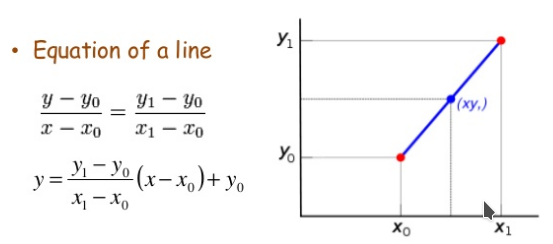 • Equation of a line
y − y₀ / x − x₀ = y₁ − y₀ / x₁ − x₀
y = y₁ − y₀ / x₁ − x₀ (x − x₀) + y₀
y₁
(xy,)
y₀
x₀ x₁